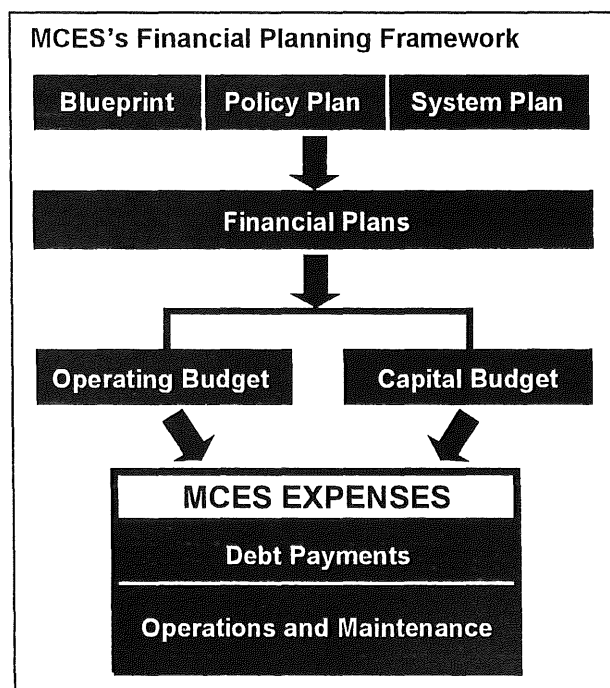 MCES's Financial Planning Framework
Blueprint Policy Plan System Plan
Financial Plans
Operating Budget Capital Budget
MCES EXPENSES
Debt Payments
Operations and Maintenance